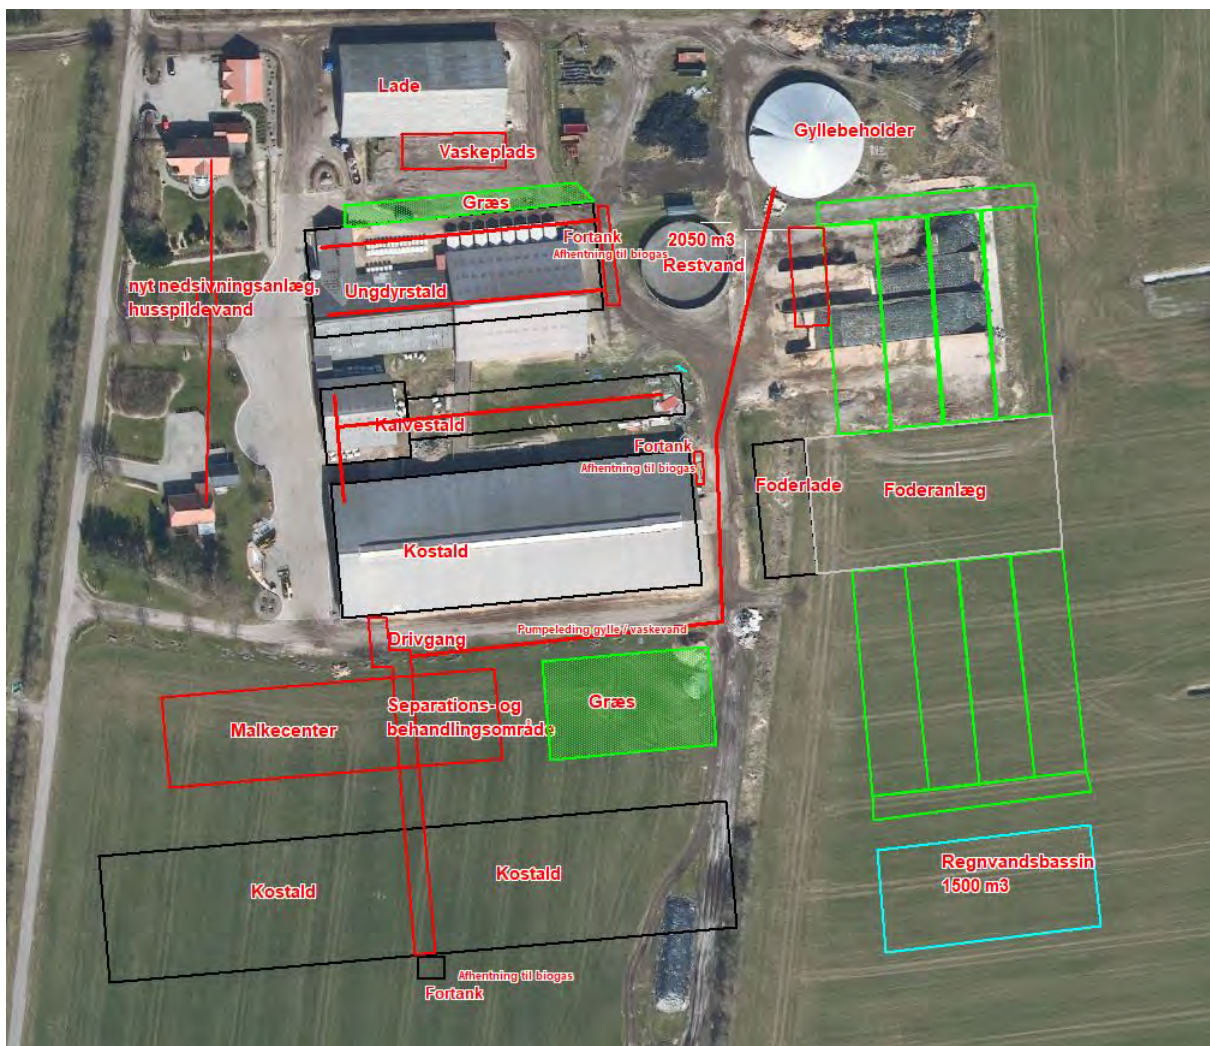 Lade
Gyllebeholder
Vaskeplads
Græs
Fortank
Afhentning til biogas
2050 m3
Restvand
nyt nedsivningsanlæg,
husspildevand
Ungdyrstald
Kalvestald
Fortank
Afhentning til biogas
Foderlade
Foderanlæg
Kostald
Drivgang
Pumpeledning gylle / vaskevand
Malkecenter
Separations- og
behandlingsområde
Græs
Kostald
Kostald
Regnvandsbassin
1500 m3
Afhentning til biogas
Fortank